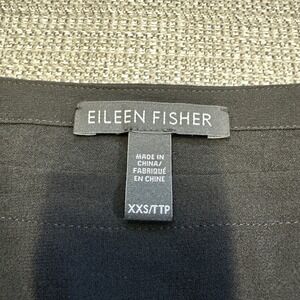 EILEEN FISHER
MADE IN
CHINA/
FABRIQUÉ
EN CHINE
XXS/TTP